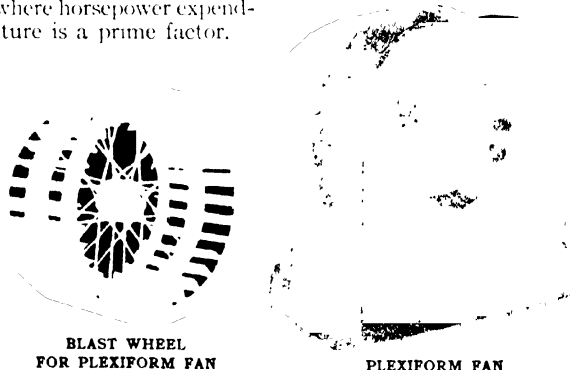 where horsepower expend-
ture is a prime factor.
BLAST WHEEL
FOR PLEXIFORM FAN
PLEXIFORM FAN